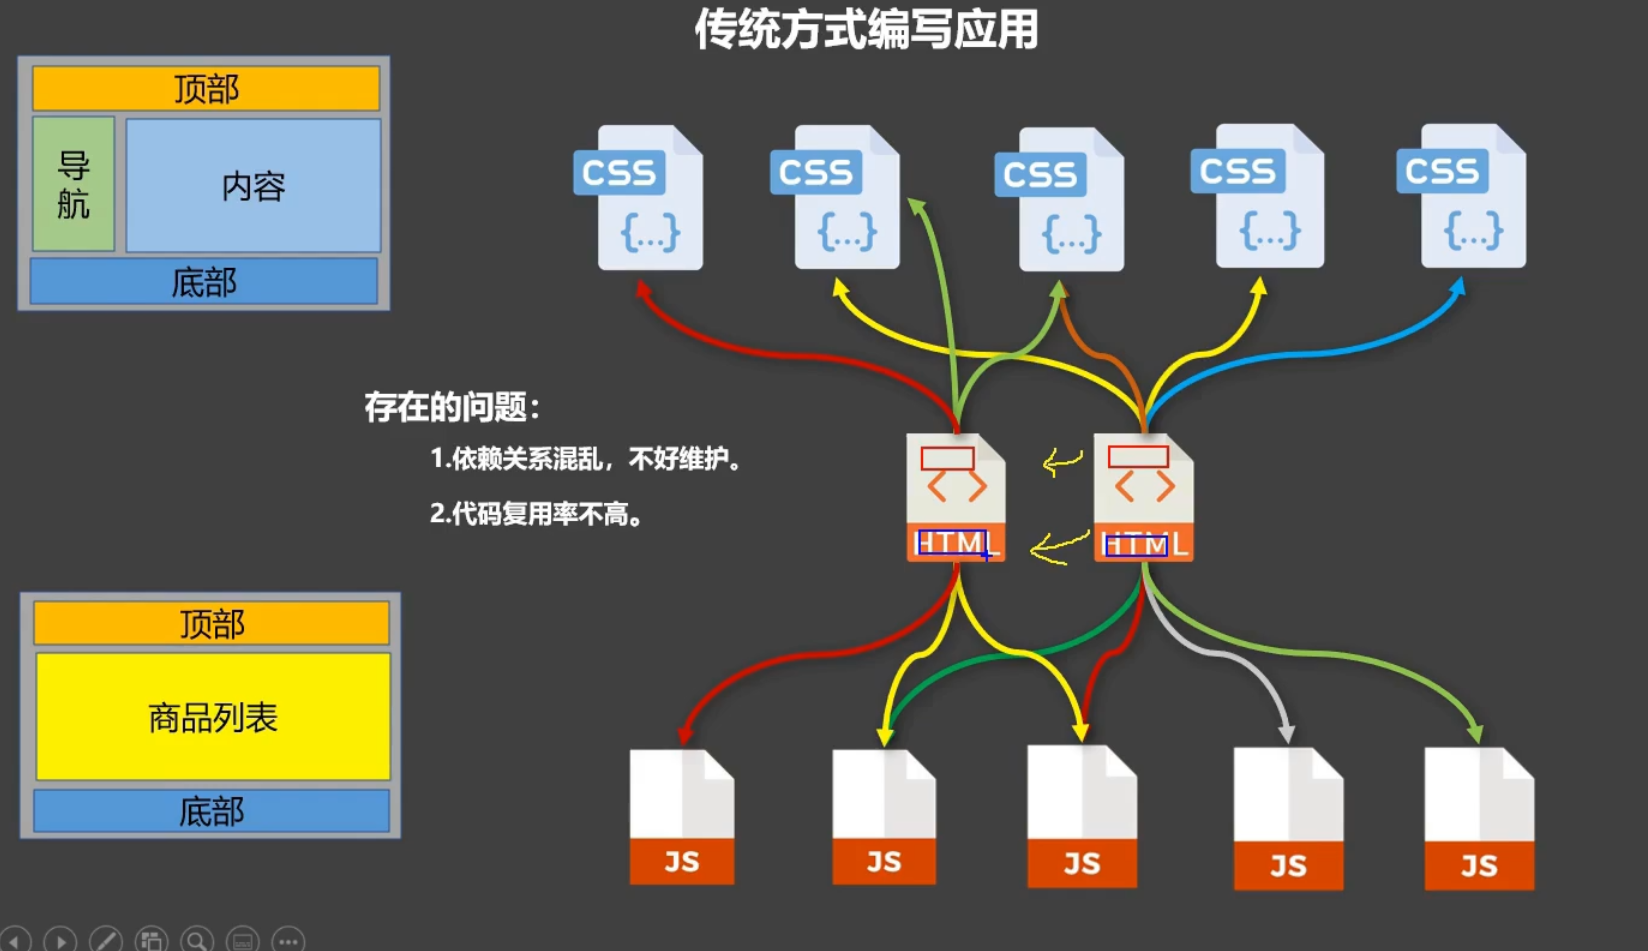 传统方式编写应用
顶部
导航
内容
底部
CSS
{...}
CSS
{...}
CSS
{...}
CSS
{...}
CSS
{...}
存在的问题：
1.依赖关系混乱，不好维护。
2.代码复用率不高。
< >
HTML
< >
HTML
顶部
商品列表
底部
JS
JS
JS
JS
JS